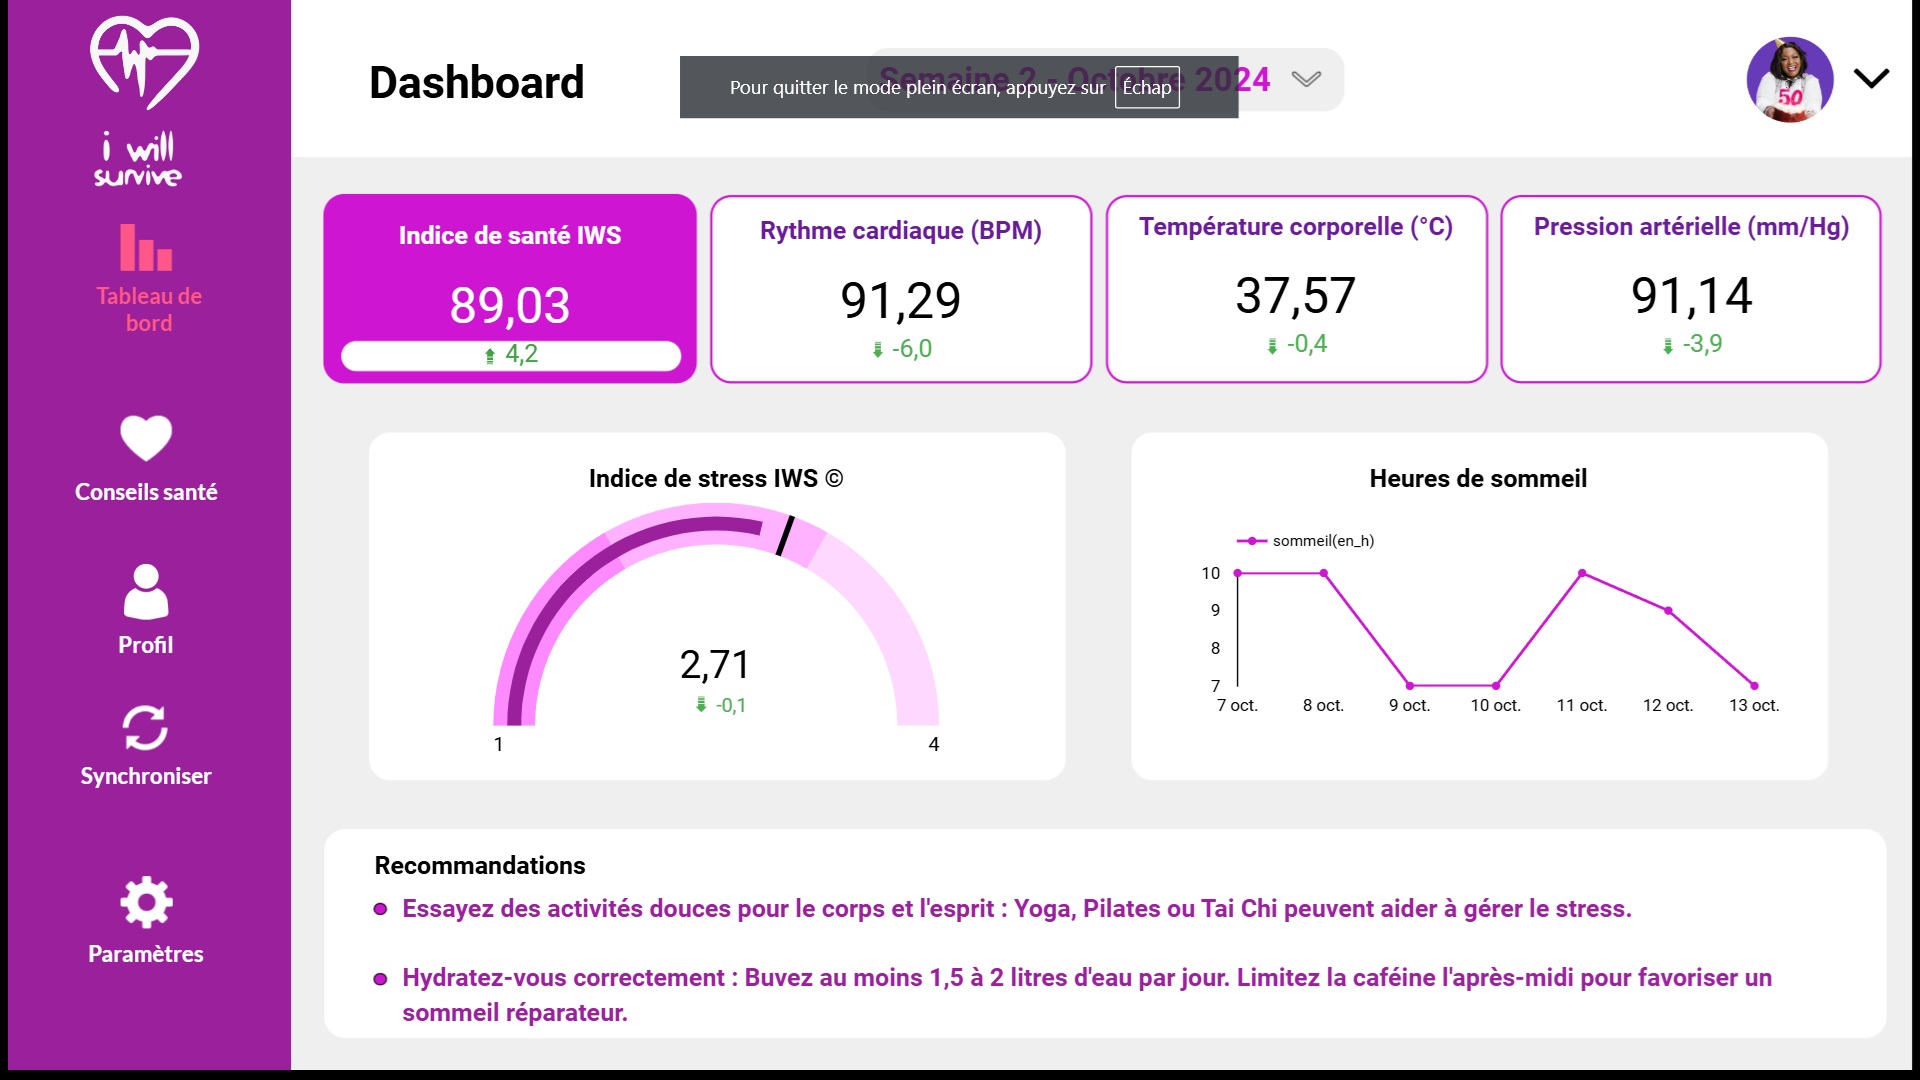 i will
survive
Tableau de
bord
Conseils santé
Profil
Synchroniser
Paramètres
Dashboard
Semaine 2 - Octobre 2024
Pour quitter le mode plein écran, appuyez sur Échap
50
Indice de santé IWS
89,03
4,2
Rythme cardiaque (BPM)
91,29
-6,0
Température corporelle (°C)
37,57
-0,4
Pression artérielle (mm/Hg)
91,14
-3,9
Indice de stress IWS ©
2,71
-0,1
1
4
Heures de sommeil
sommeil(en_h)
10
9
8
7
7 oct. 8 oct. 9 oct. 10 oct. 11 oct. 12 oct. 13 oct.
Recommandations
Essayez des activités douces pour le corps et l'esprit : Yoga, Pilates ou Tai Chi peuvent aider à gérer le stress.
Hydratez-vous correctement : Buvez au moins 1,5 à 2 litres d'eau par jour. Limitez la caféine l'après-midi pour favoriser un
sommeil réparateur.